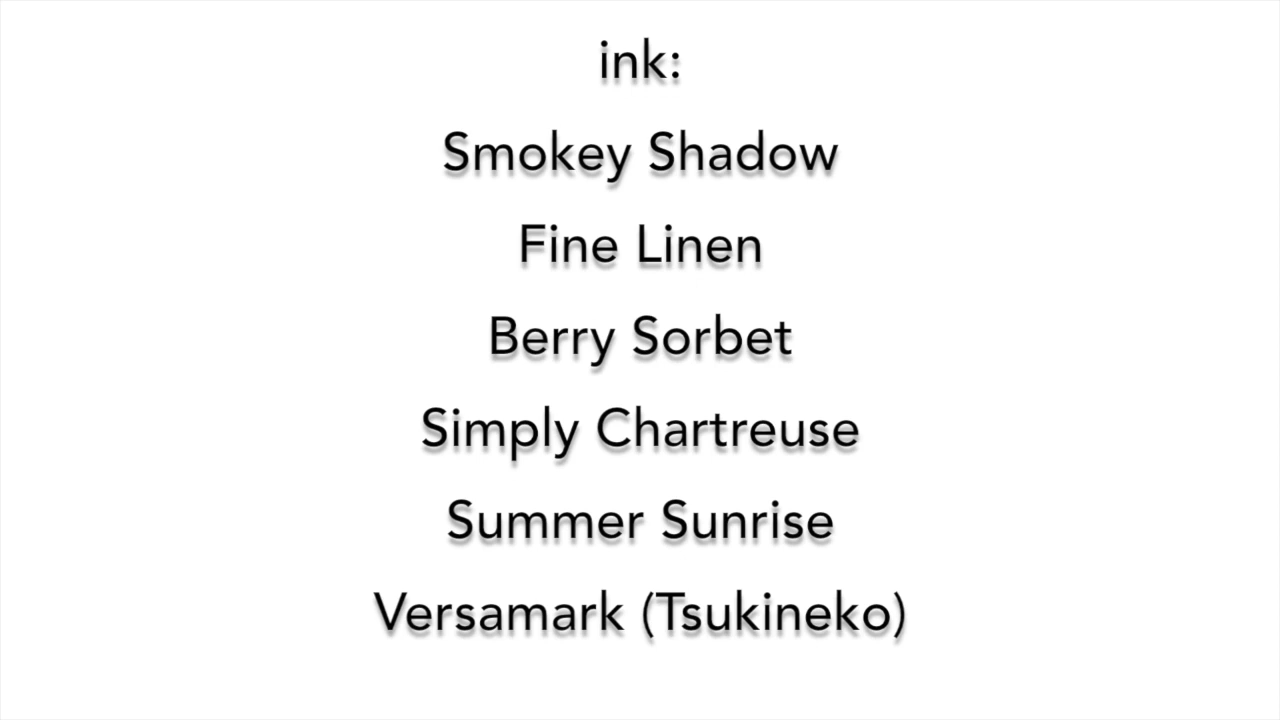 ink:
Smokey Shadow
Fine Linen
Berry Sorbet
Simply Chartreuse
Summer Sunrise
Versamark (Tsukineko)